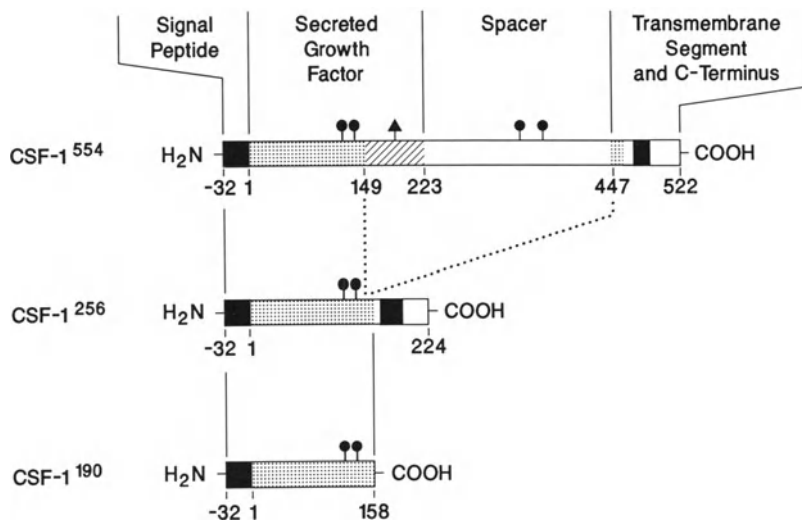 Signal Peptide
Secreted Growth Factor
Spacer
Transmembrane Segment and C-Terminus
CSF-1⁵⁵⁴ H₂N COOH
-32 1 149 223 447 522
CSF-1²⁵⁶ H₂N COOH
-32 1 224
CSF-1¹⁹⁰ H₂N COOH
-32 1 158